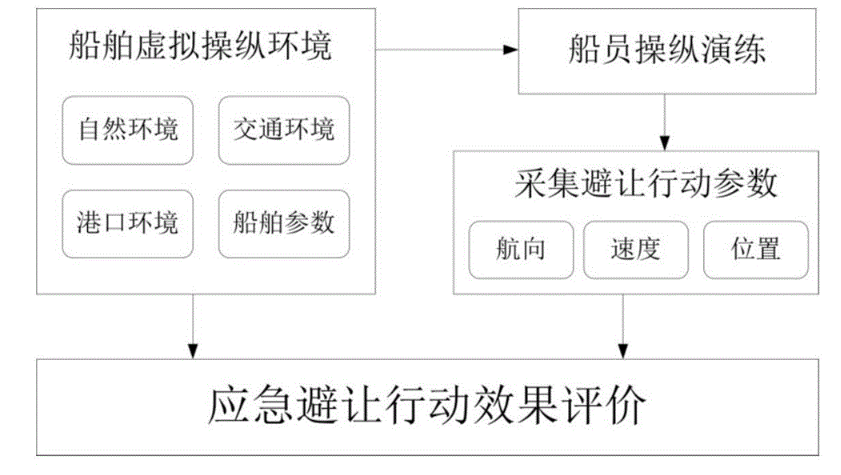 船舶虚拟操纵环境
自然环境
交通环境
港口环境
船舶参数
船员操纵演练
采集避让行动参数
航向
速度
位置
应急避让行动效果评价